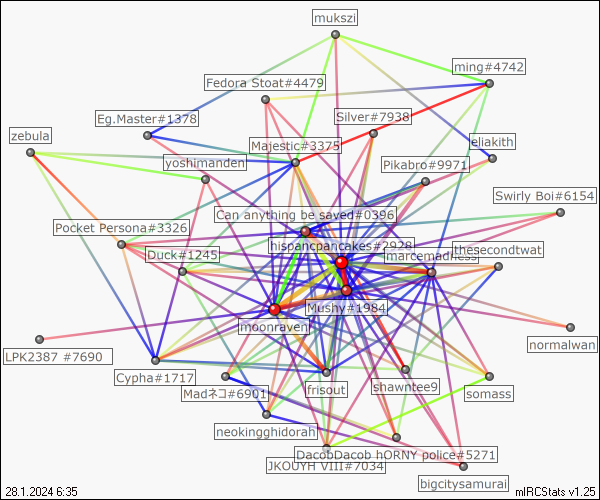 mukszi
ming#4742
Fedora Stoat#4479
Silver#7938
Eg.Master#1378
zebula
Majestic#3375
eliakith
yoshimanden
Pikabro#9971
Swirly Boi#6154
Can anything be saved#0396
Pocket Persona#3326
hispancpancakes#2928
thesecondtwat
Duck#1245
marcemadness
Mushy#1984
moonraven
normalwan
LPK2387 #7690
Cypha#1717
shawntee9
Madネコ#6901
frisout
somass
neokingghidorah
DacobDacob hORNY police#5271
JKOUYH VIII#7034
bigcitysamurai
28.1.2024 6:35
mIRCStats v1.25